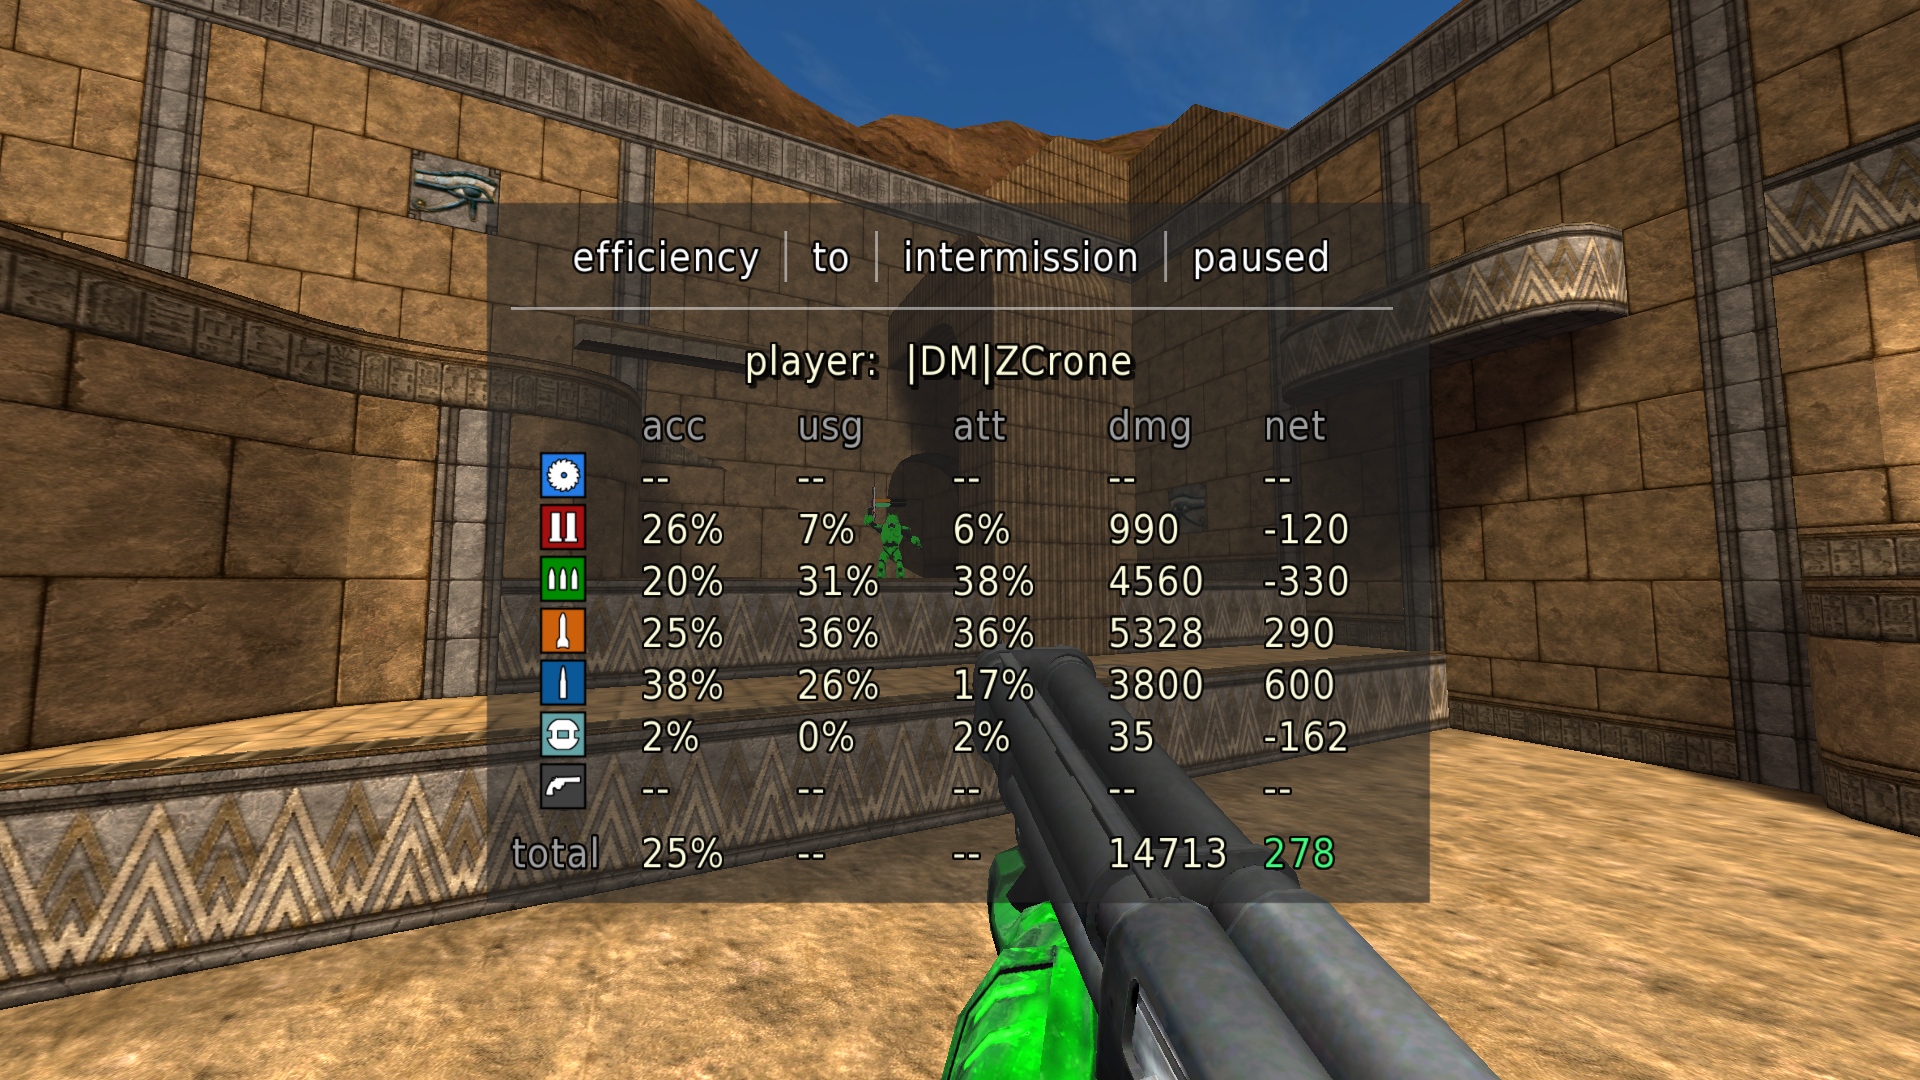 efficiency | to | intermission | paused
player: |DM|ZCrone
acc usg att dmg net
-- -- -- -- --
26% 7% 6% 990 -120
20% 31% 38% 4560 -330
25% 36% 36% 5328 290
38% 26% 17% 3800 600
2% 0% 2% 35 -162
-- -- -- -- --
total 25% -- -- 14713 278